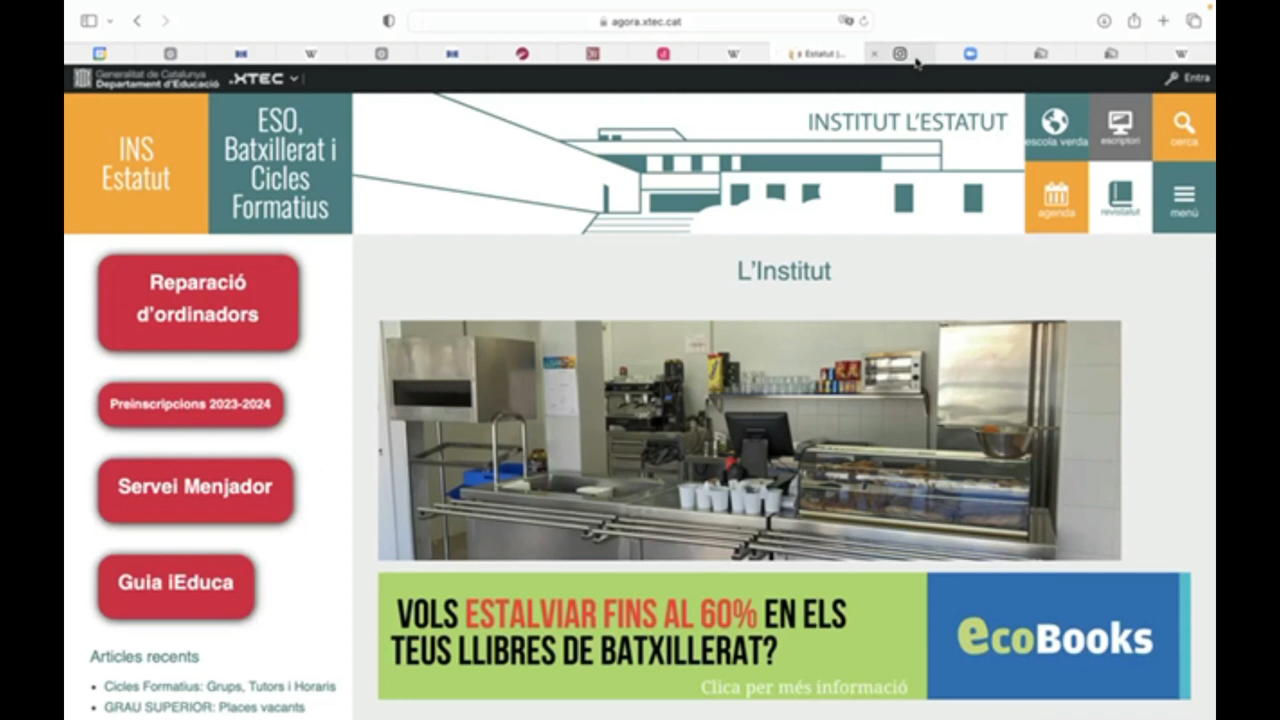 agora.xtec.cat
Estatut |...
Generalitat de Catalunya
Departament d'Educació
XTEC
Entra
INS
Estatut
ESO,
Batxillerat i
Cicles
Formatius
INSTITUT L'ESTATUT
escola verda
escriptori
cerca
agenda
revistatut
menú
Reparació
d'ordinadors
Preinscripcions 2023-2024
Servei Menjador
Guia iEduca
Articles recents
Cicles Formatius: Grups, Tutors i Horaris
GRAU SUPERIOR: Places vacants
L'Institut
VOLS ESTALVIAR FINS AL 60% EN ELS
TEUS LLIBRES DE BATXILLERAT?
Clica per més informació
ecoBooks